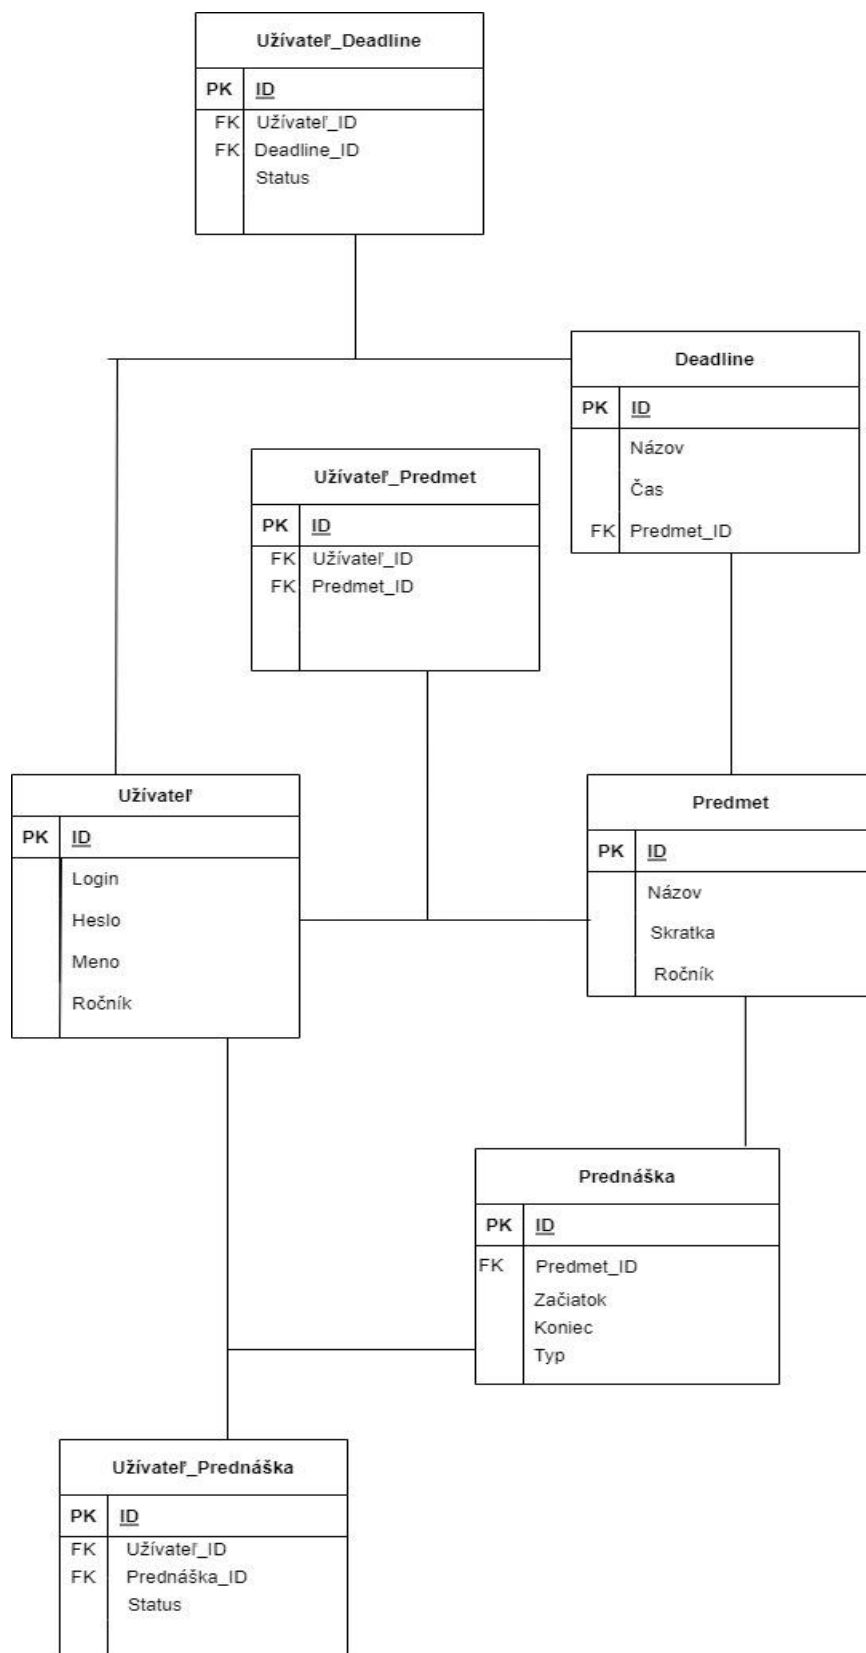 Užívateľ_Deadline
PK ID
FK Užívateľ_ID
FK Deadline_ID
Status
Deadline
PK ID
Názov
Čas
FK Predmet_ID
Užívateľ_Predmet
PK ID
FK Užívateľ_ID
FK Predmet_ID
Užívateľ
PK ID
Login
Heslo
Meno
Ročník
Predmet
PK ID
Názov
Skratka
Ročník
Prednáška
PK ID
FK Predmet_ID
Začiatok
Koniec
Typ
Užívateľ_Prednáška
PK ID
FK Užívateľ_ID
FK Prednáška_ID
Status